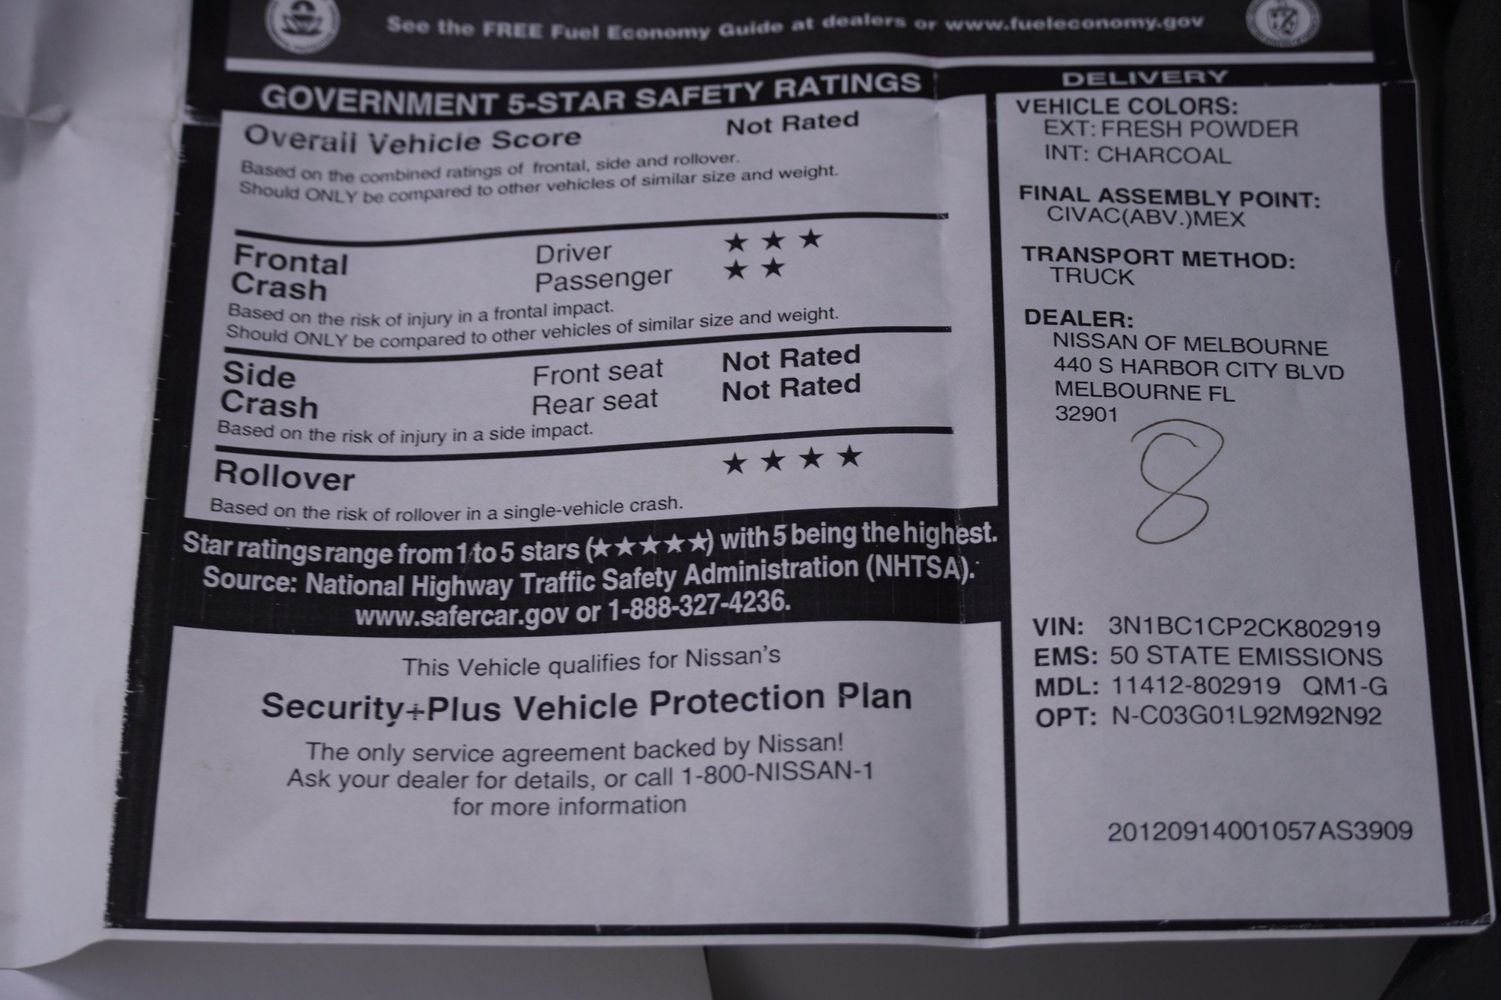 See the FREE Fuel Economy Guide at dealers or www.fueleconomy.gov
GOVERNMENT 5-STAR SAFETY RATINGS
Overall Vehicle Score Not Rated
Based on the combined ratings of frontal, side and rollover.
Should ONLY be compared to other vehicles of similar size and weight.
Frontal Driver ★ ★ ★
Crash Passenger ★ ★
Based on the risk of injury in a frontal impact.
Should ONLY be compared to other vehicles of similar size and weight.
Side Front seat Not Rated
Crash Rear seat Not Rated
Based on the risk of injury in a side impact.
Rollover ★ ★ ★ ★
Based on the risk of rollover in a single-vehicle crash.
Star ratings range from 1 to 5 stars (★★★★★) with 5 being the highest.
Source: National Highway Traffic Safety Administration (NHTSA).
www.safercar.gov or 1-888-327-4236.
This Vehicle qualifies for Nissan's
Security+Plus Vehicle Protection Plan
The only service agreement backed by Nissan!
Ask your dealer for details, or call 1-800-NISSAN-1
for more information
DELIVERY
VEHICLE COLORS:
EXT: FRESH POWDER
INT: CHARCOAL
FINAL ASSEMBLY POINT:
CIVAC(ABV.)MEX
TRANSPORT METHOD:
TRUCK
DEALER:
NISSAN OF MELBOURNE
440 S HARBOR CITY BLVD
MELBOURNE FL
32901
8
VIN: 3N1BC1CP2CK802919
EMS: 50 STATE EMISSIONS
MDL: 11412-802919 QM1-G
OPT: N-C03G01L92M92N92
20120914001057AS3909